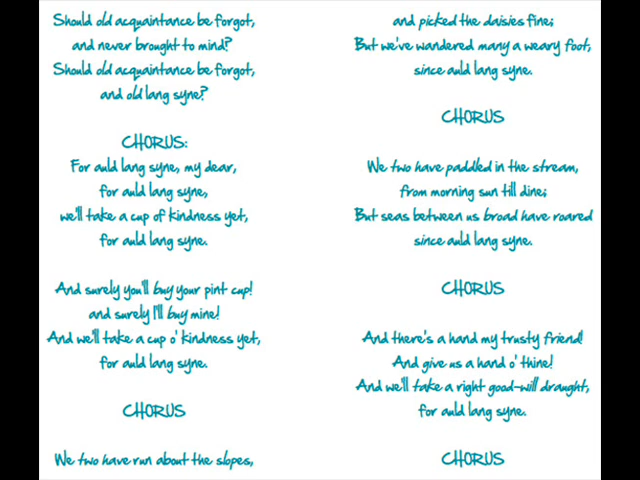 Should old acquaintance be forgot,
and never brought to mind?
Should old acquaintance be forgot,
and old lang syne?
CHORUS:
For auld lang syne, my dear,
for auld lang syne,
we'll take a cup of kindness yet,
for auld lang syne.
And surely you'll buy your pint cup!
and surely I'll buy mine!
And we'll take a cup o' kindness yet,
for auld lang syne.
CHORUS
We two have run about the slopes,
and picked the daisies fine;
But we've wandered many a weary foot,
since auld lang syne.
CHORUS
We two have paddled in the stream,
from morning sun till dine;
But seas between us broad have roared
since auld lang syne.
CHORUS
And there's a hand my trusty friend!
And give us a hand o' thine!
And we'll take a right good-will draught,
for auld lang syne.
CHORUS